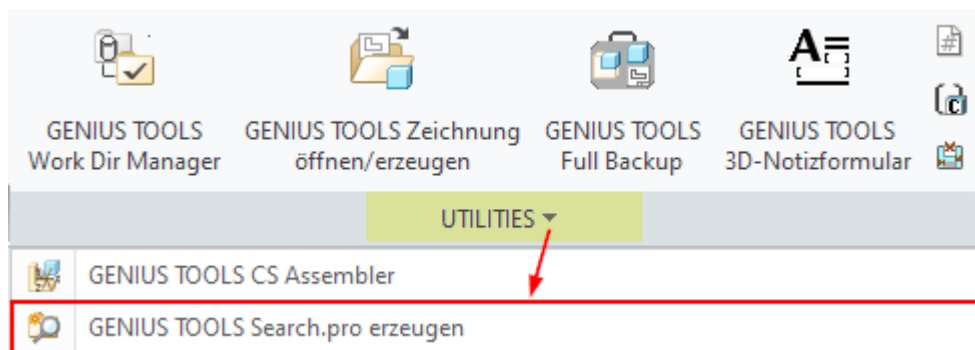 GENIUS TOOLS
Work Dir Manager
GENIUS TOOLS Zeichnung
öffnen/erzeugen
GENIUS TOOLS
Full Backup
GENIUS TOOLS
3D-Notizformular
UTILITIES
GENIUS TOOLS CS Assembler
GENIUS TOOLS Search.pro erzeugen